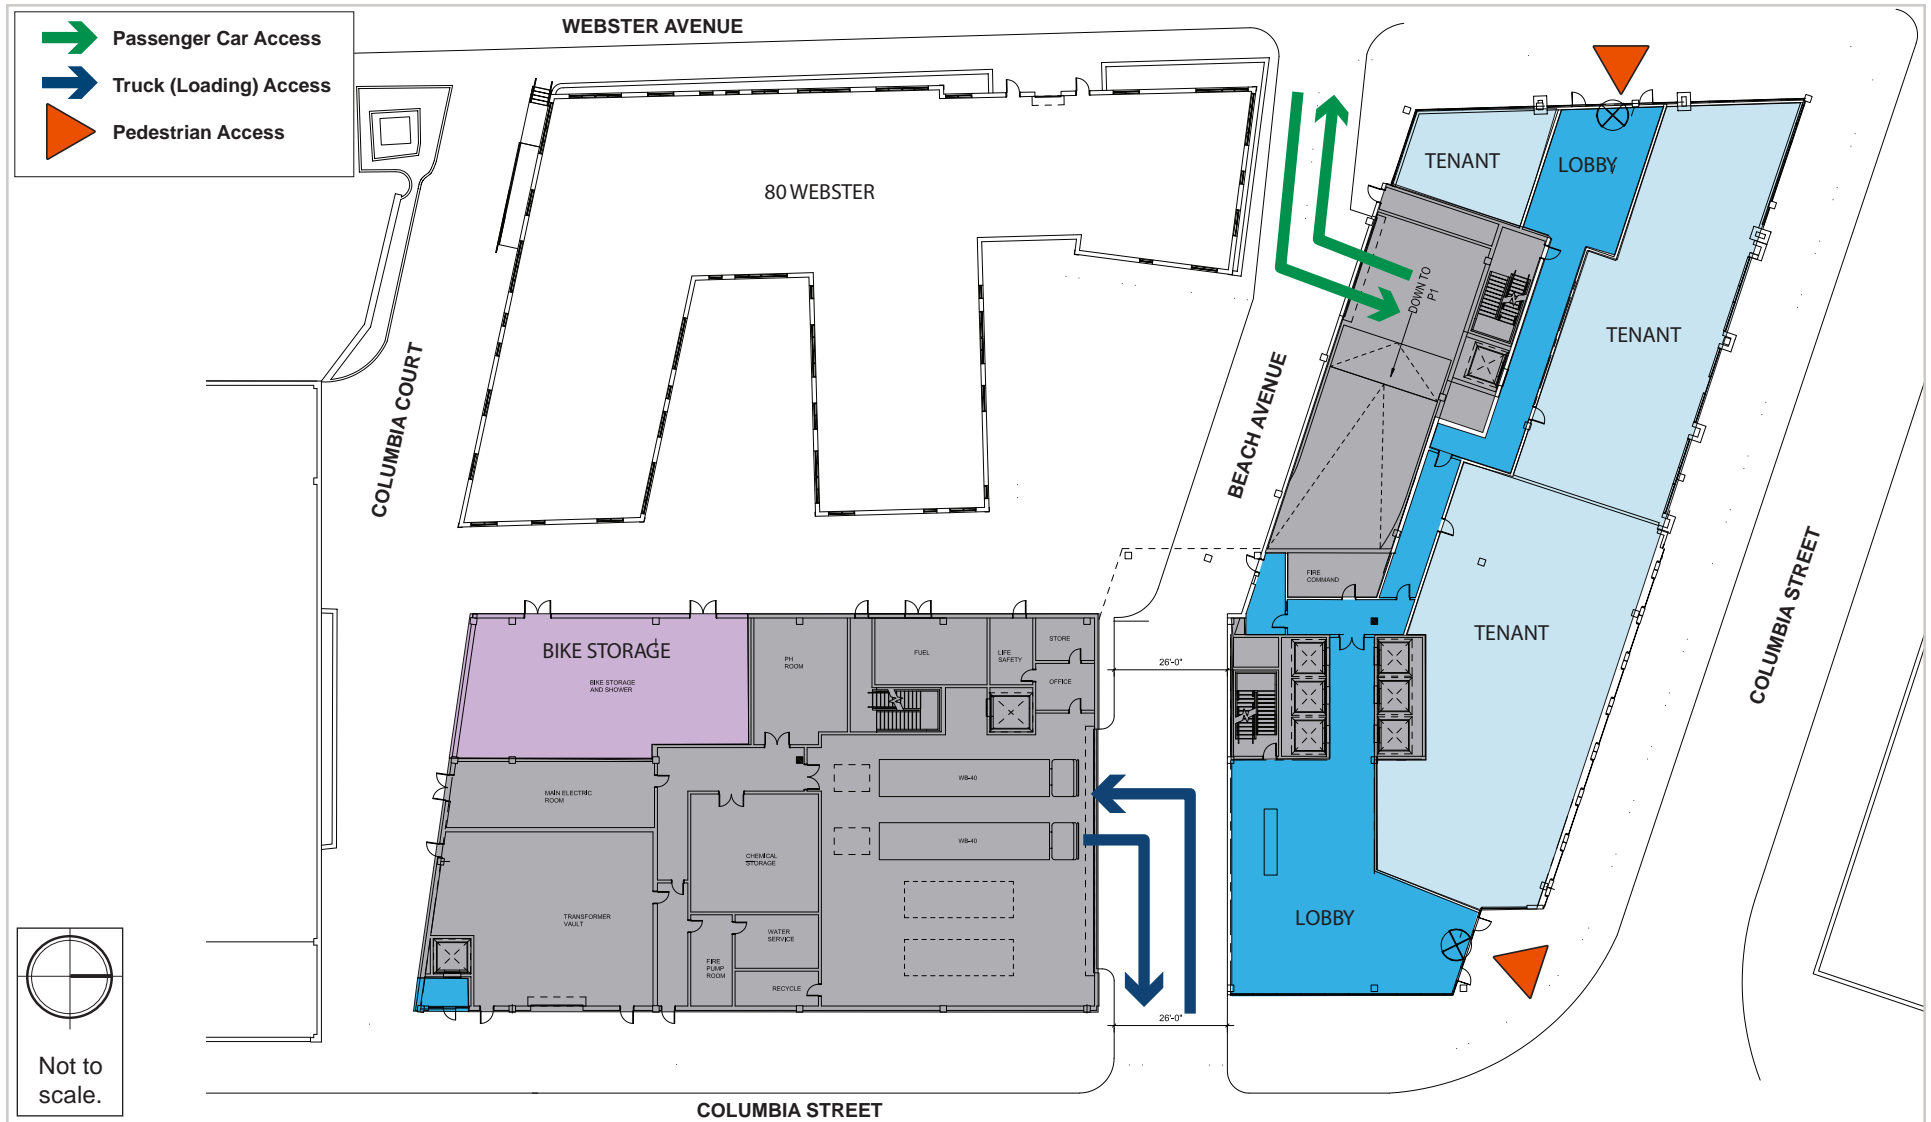 Passenger Car Access
Truck (Loading) Access
Pedestrian Access
WEBSTER AVENUE
80 WEBSTER
TENANT
LOBBY
DOWN TO
P1
TENANT
COLUMBIA COURT
BEACH AVENUE
COLUMBIA STREET
FIRE
COMMAND
TENANT
BIKE STORAGE
BIKE STORAGE
AND SHOWER
PH
ROOM
FUEL
LIFE
SAFETY
STORE
OFFICE
26'-0"
MAIN ELECTRIC
ROOM
WB-40
WB-40
CHEMICAL
STORAGE
TRANSFORMER
VAULT
WATER
SERVICE
FIRE
PUMP
ROOM
RECYCLE
LOBBY
26'-0"
Not to
scale.
COLUMBIA STREET